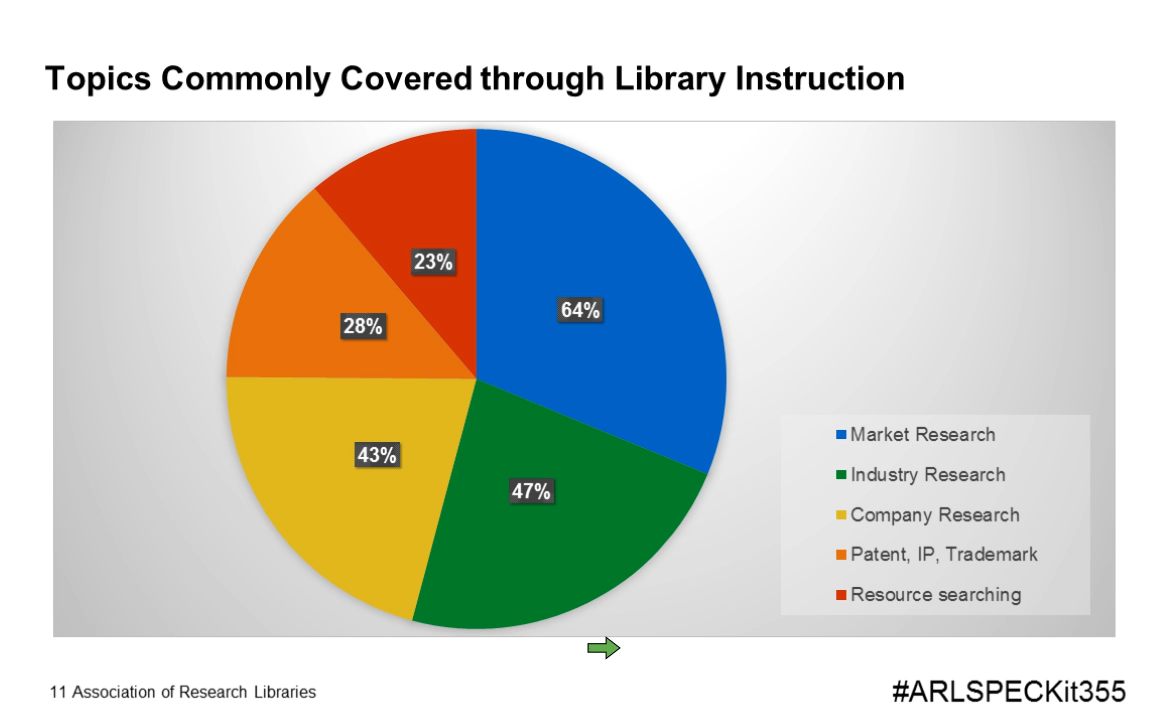 Topics Commonly Covered through Library Instruction
23%
64%
28%
43%
47%
Market Research
Industry Research
Company Research
Patent, IP, Trademark
Resource searching
11 Association of Research Libraries
#ARLSPECKit355